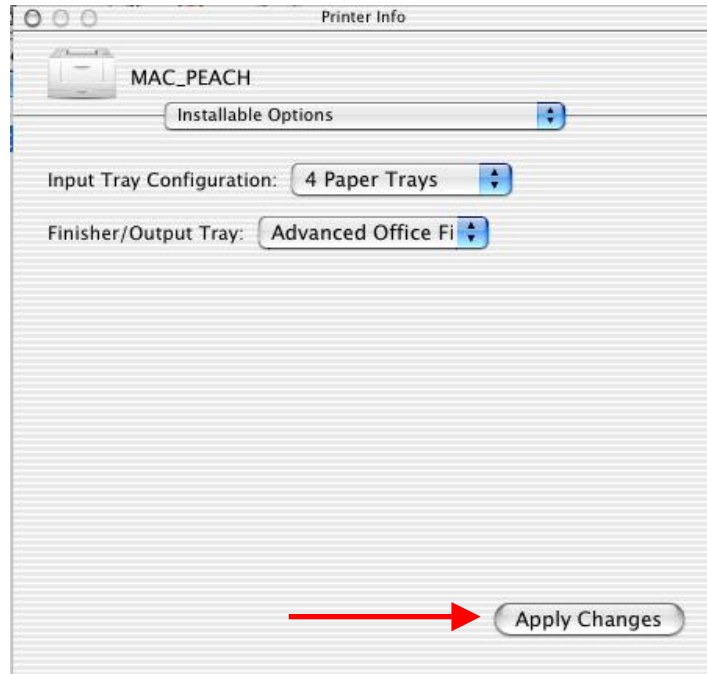 Printer Info
MAC_PEACH
Installable Options
Input Tray Configuration: 4 Paper Trays
Finisher/Output Tray: Advanced Office Fi
Apply Changes